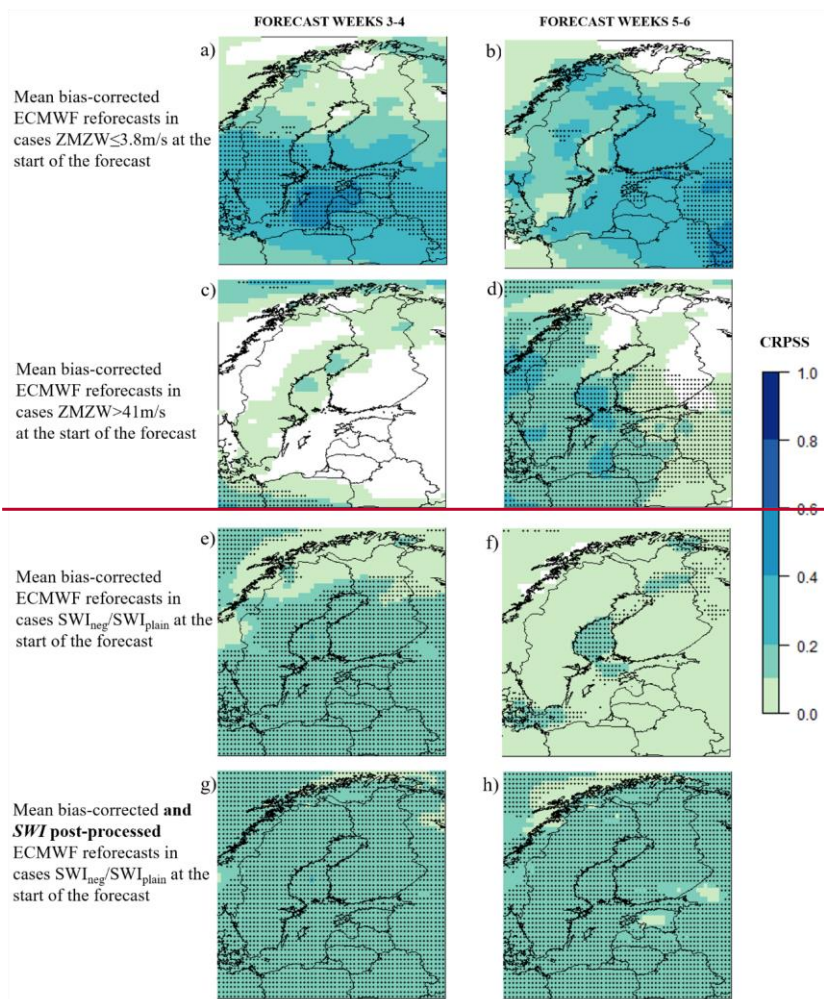 FORECAST WEEKS 3-4
FORECAST WEEKS 5-6
a)
b)
Mean bias-corrected
ECMWF reforecasts in
cases ZMZW≤3.8m/s at the
start of the forecast
c)
d)
Mean bias-corrected
ECMWF reforecasts in
cases ZMZW>41m/s
at the start of the forecast
CRPSS
1.0
0.8
0.6
0.4
0.2
0.0
e)
f)
Mean bias-corrected
ECMWF reforecasts in
cases SWIneg/SWIplain at the
start of the forecast
g)
h)
Mean bias-corrected and
SWI post-processed
ECMWF reforecasts in
cases SWIneg/SWIplain at the
start of the forecast